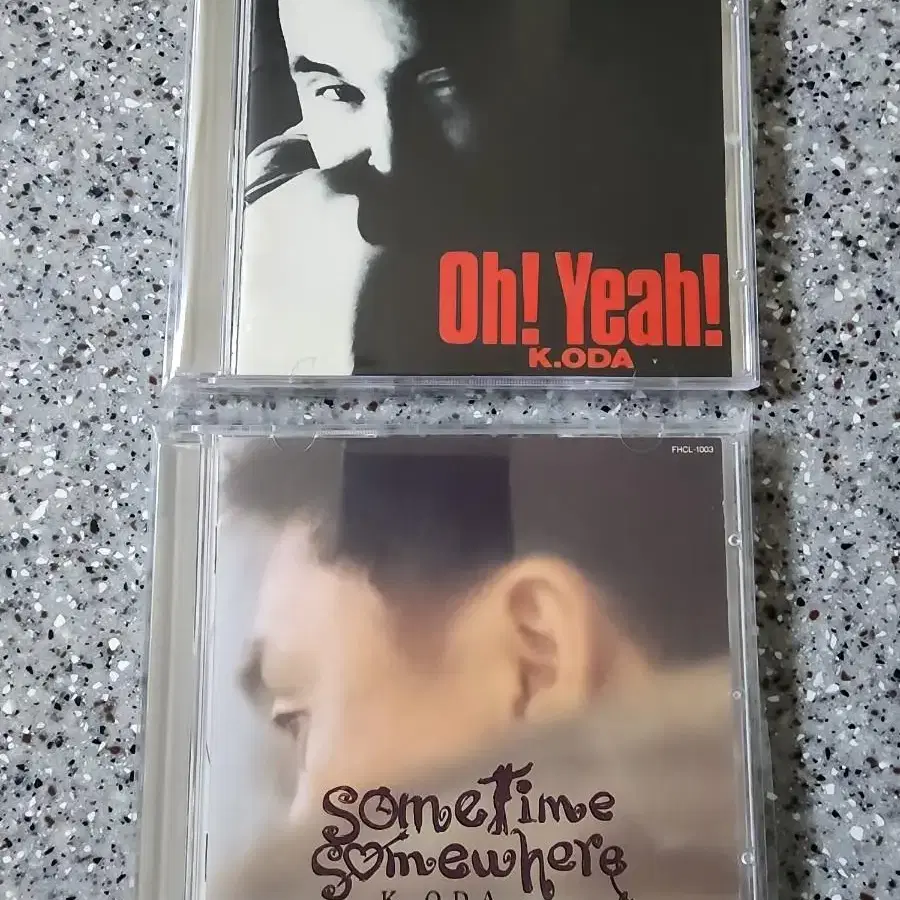 Oh! Yeah!
K.ODA
FHCL-1003
sometime
somewhere
K.ODA